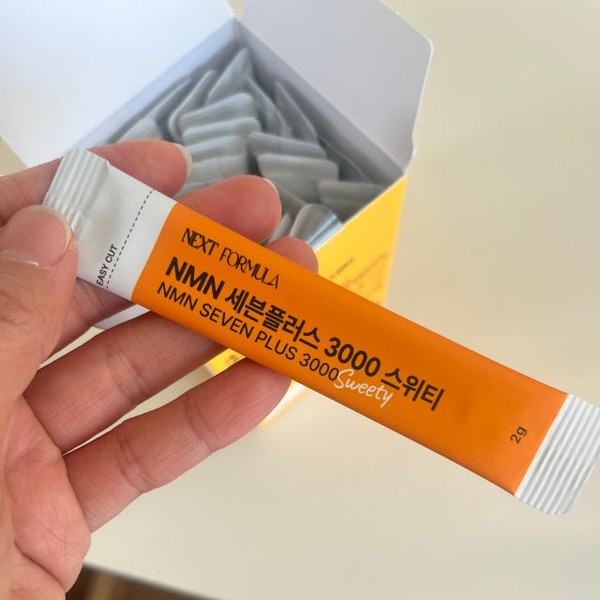 EASY CUT
NEXT FORMULA
NMN 세븐플러스 3000 스위티
NMN SEVEN PLUS 3000 Sweety
2g